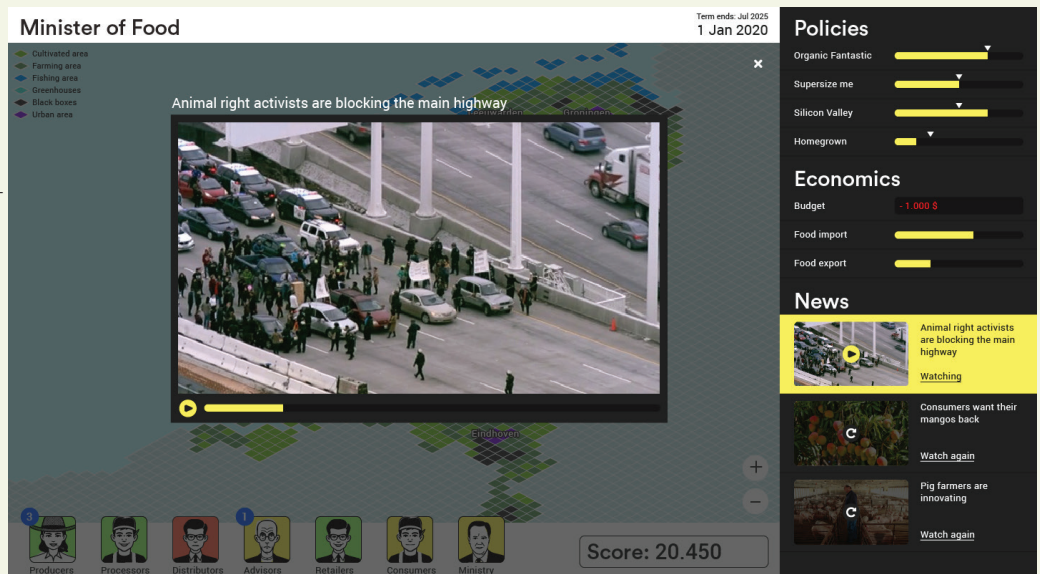 Minister of Food
Term ends: Jul 2025
1 Jan 2020
Cultivated area
Farming area
Fishing area
Greenhouses
Black boxes
Urban area
Animal right activists are blocking the main highway
Leeuwarden
Groningen
Eindhoven
+
−
3
1
Producers
Processors
Distributors
Advisors
Retailers
Consumers
Ministry
Score: 20.450
Policies
Organic Fantastic
Supersize me
Silicon Valley
Homegrown
Economics
Budget
- 1.000 $
Food import
Food export
News
Animal right activists
are blocking the main
highway
Watching
Consumers want their
mangos back
Watch again
Pig farmers are
innovating
Watch again